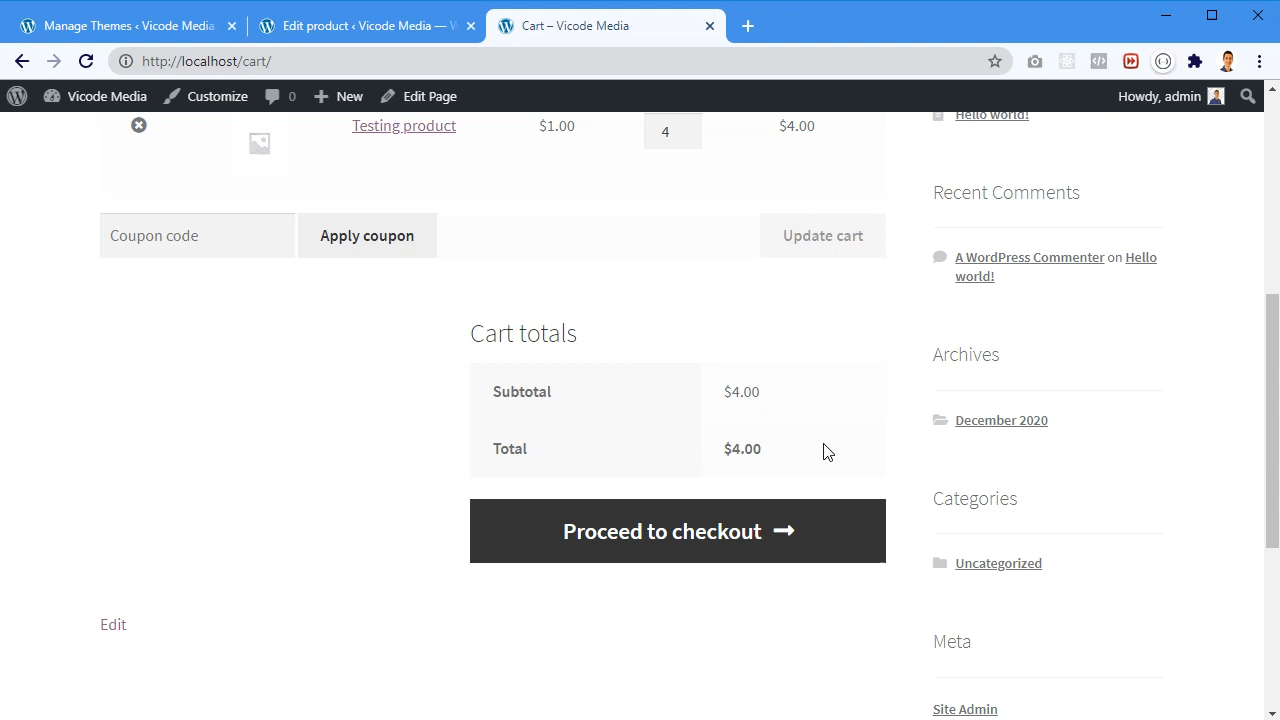 Manage Themes ‹ Vicode Media
Edit product ‹ Vicode Media —
Cart – Vicode Media
http://localhost/cart/
Vicode Media
Customize
0
New
Edit Page
Howdy, admin
Testing product
$1.00
4
$4.00
Hello world!
Recent Comments
Coupon code
Apply coupon
Update cart
A WordPress Commenter on Hello
world!
Cart totals
Archives
Subtotal
$4.00
December 2020
Total
$4.00
Categories
Proceed to checkout
Uncategorized
Edit
Meta
Site Admin